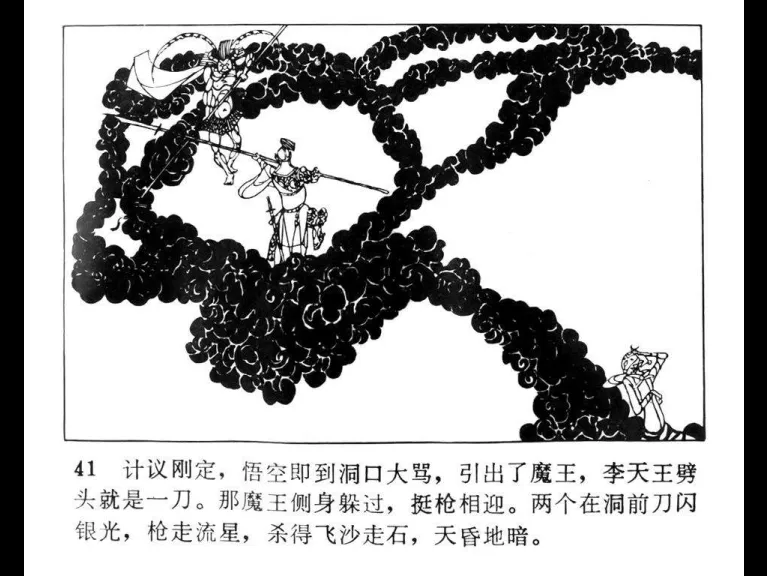 41 计议刚定，悟空即到洞口大骂，引出了魔王，李天王劈
头就是一刀。那魔王侧身躲过，挺枪相迎。两个在洞前刀闪
银光，枪走流星，杀得飞沙走石，天昏地暗。